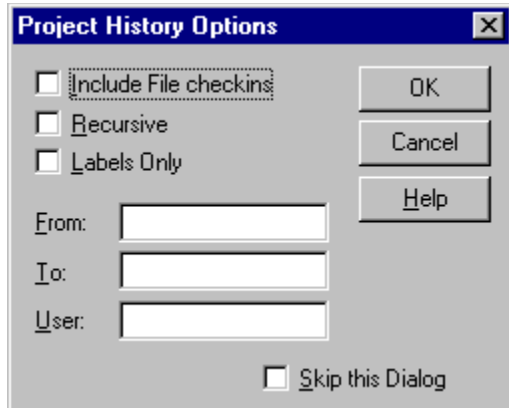 Project History Options
Include File checkins
OK
Recursive
Cancel
Labels Only
Help
From:
To:
User:
Skip this Dialog